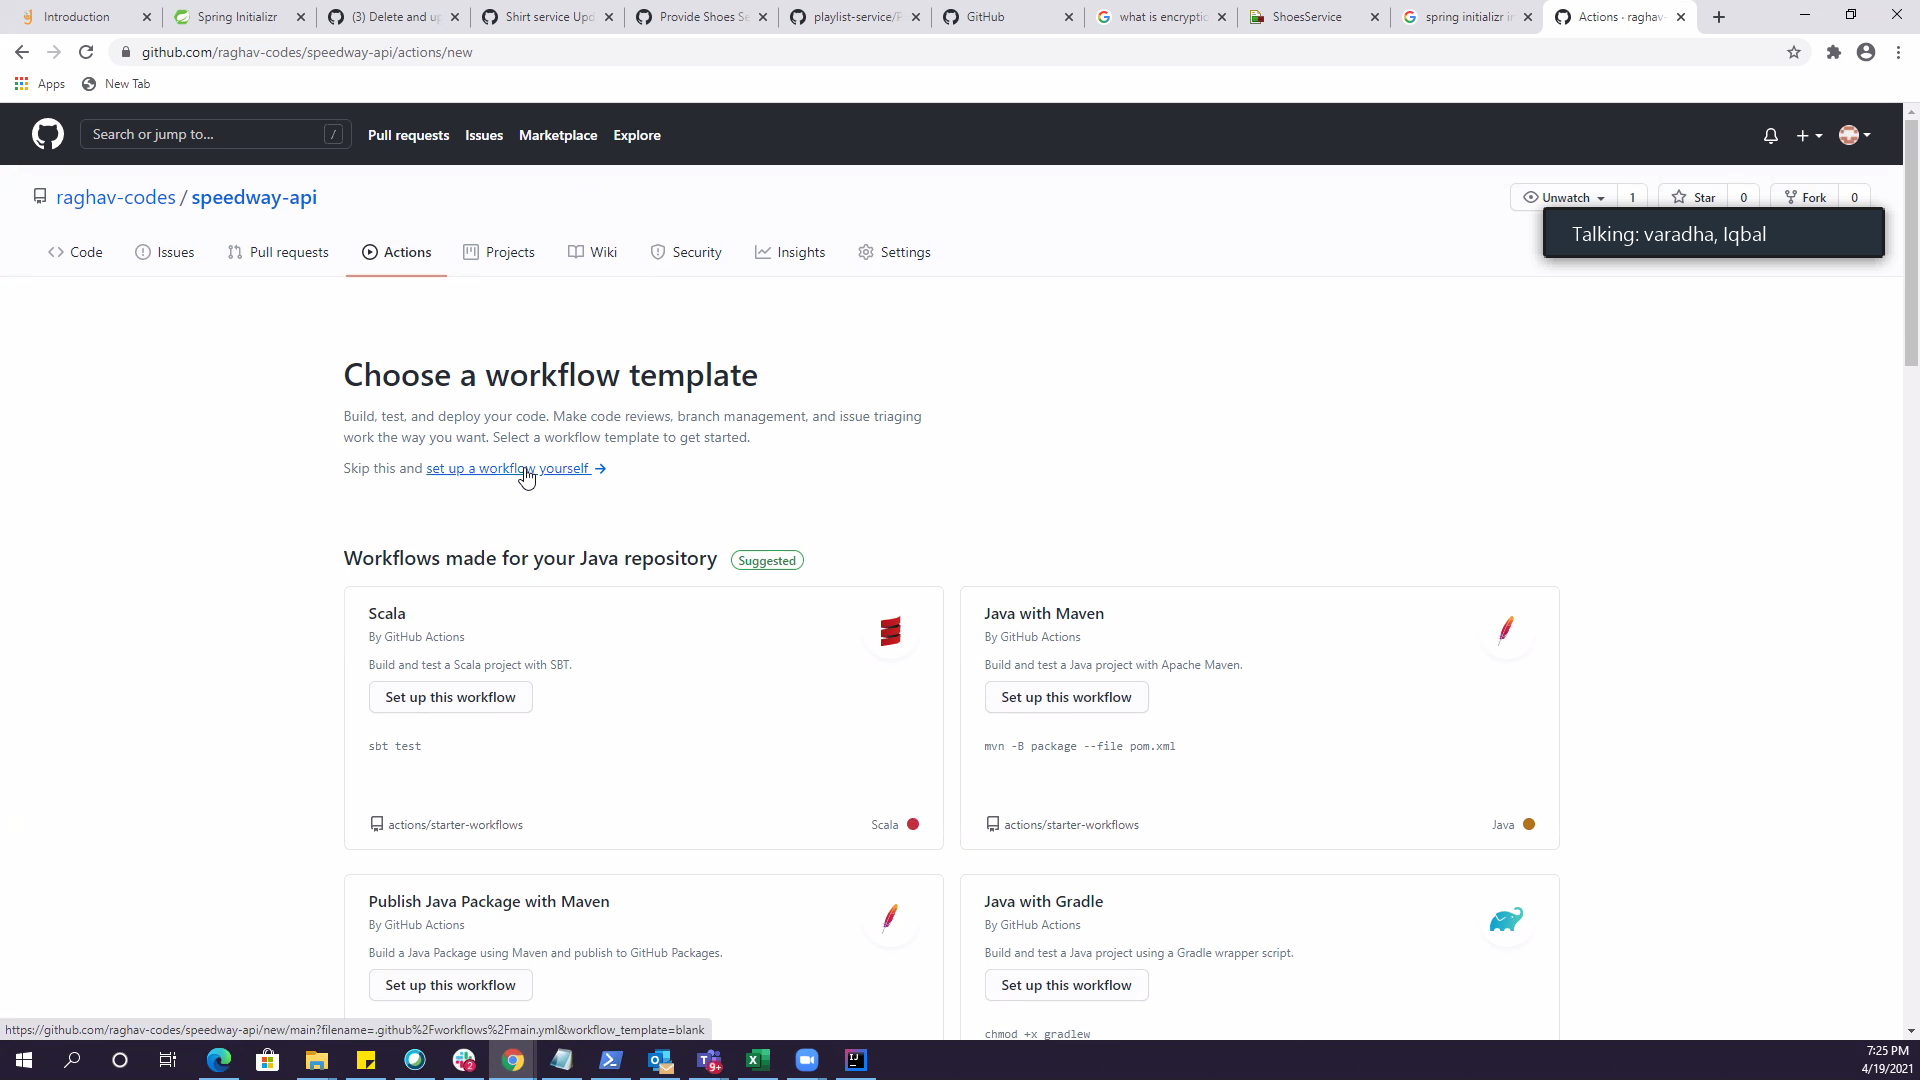 Introduction
Spring Initializr
(3) Delete and up
Shirt service Upd
Provide Shoes Se
playlist-service/P
GitHub
what is encryptio
ShoesService
spring initializr in
Actions · raghav-
github.com/raghav-codes/speedway-api/actions/new
Apps
New Tab
Search or jump to...
/
Pull requests
Issues
Marketplace
Explore
raghav-codes / speedway-api
Unwatch
1
Star
0
Fork
0
Talking: varadha, Iqbal
Code
Issues
Pull requests
Actions
Projects
Wiki
Security
Insights
Settings
Choose a workflow template
Build, test, and deploy your code. Make code reviews, branch management, and issue triaging
work the way you want. Select a workflow template to get started.
Skip this and set up a workflow yourself →
Workflows made for your Java repository
Suggested
Scala
By GitHub Actions
Build and test a Scala project with SBT.
Set up this workflow
sbt test
actions/starter-workflows
Scala
Java with Maven
By GitHub Actions
Build and test a Java project with Apache Maven.
Set up this workflow
mvn -B package --file pom.xml
actions/starter-workflows
Java
Publish Java Package with Maven
By GitHub Actions
Build a Java Package using Maven and publish to GitHub Packages.
Set up this workflow
Java with Gradle
By GitHub Actions
Build and test a Java project using a Gradle wrapper script.
Set up this workflow
chmod +x gradlew
https://github.com/raghav-codes/speedway-api/new/main?filename=.github%2Fworkflows%2Fmain.yml&workflow_template=blank
2
9+
7:25 PM
4/19/2021